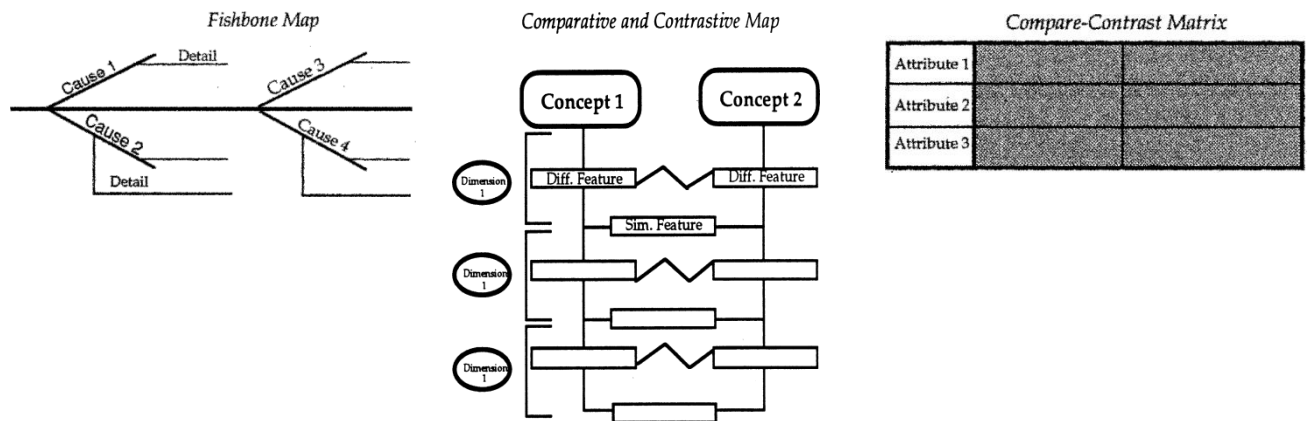 Fishbone Map
Cause 1
Detail
Cause 3
Cause 2
Detail
Cause 4
Comparative and Contrastive Map
Concept 1
Concept 2
Dimension
1
Diff. Feature
Diff. Feature
Sim. Feature
Dimension
1
Dimension
1
Compare-Contrast Matrix
Attribute 1
Attribute 2
Attribute 3